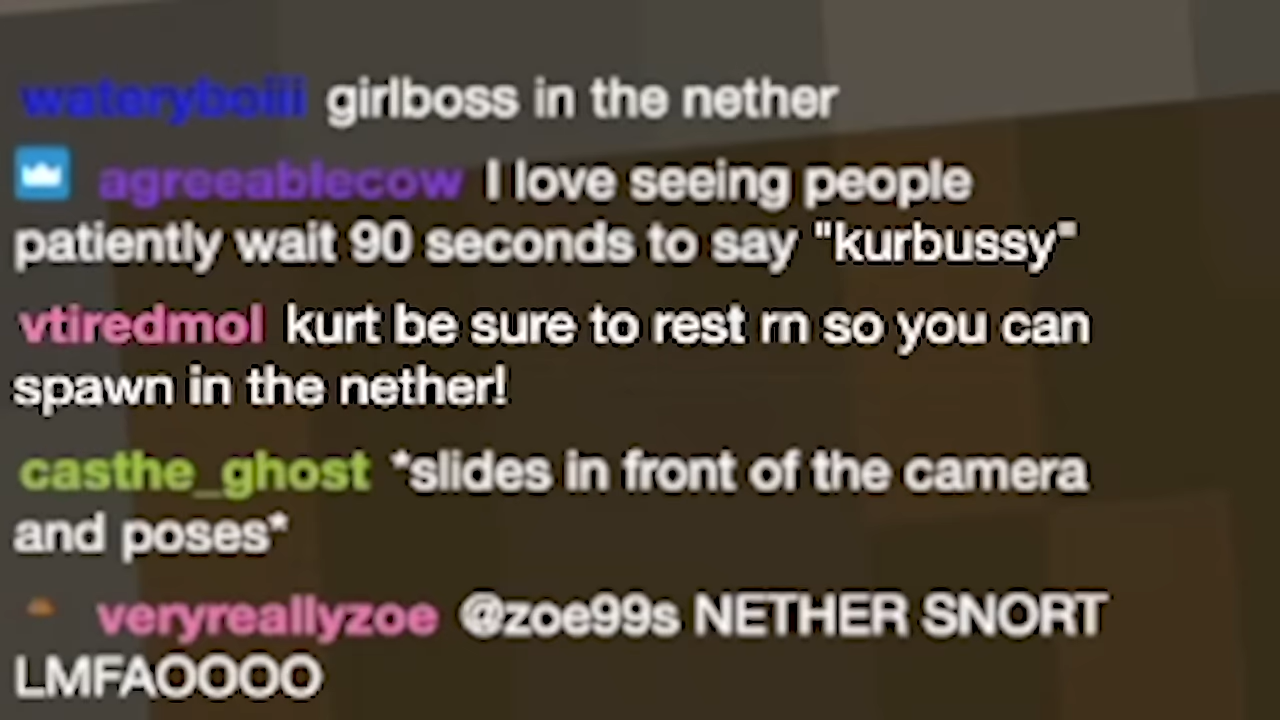 wateryboiii girlboss in the nether
agreeablecow I love seeing people
patiently wait 90 seconds to say "kurbussy"
vtiredmol kurt be sure to rest rn so you can
spawn in the nether!
casthe_ghost *slides in front of the camera
and poses*
veryreallyzoe @zoe99s NETHER SNORT
LMFAOOOO